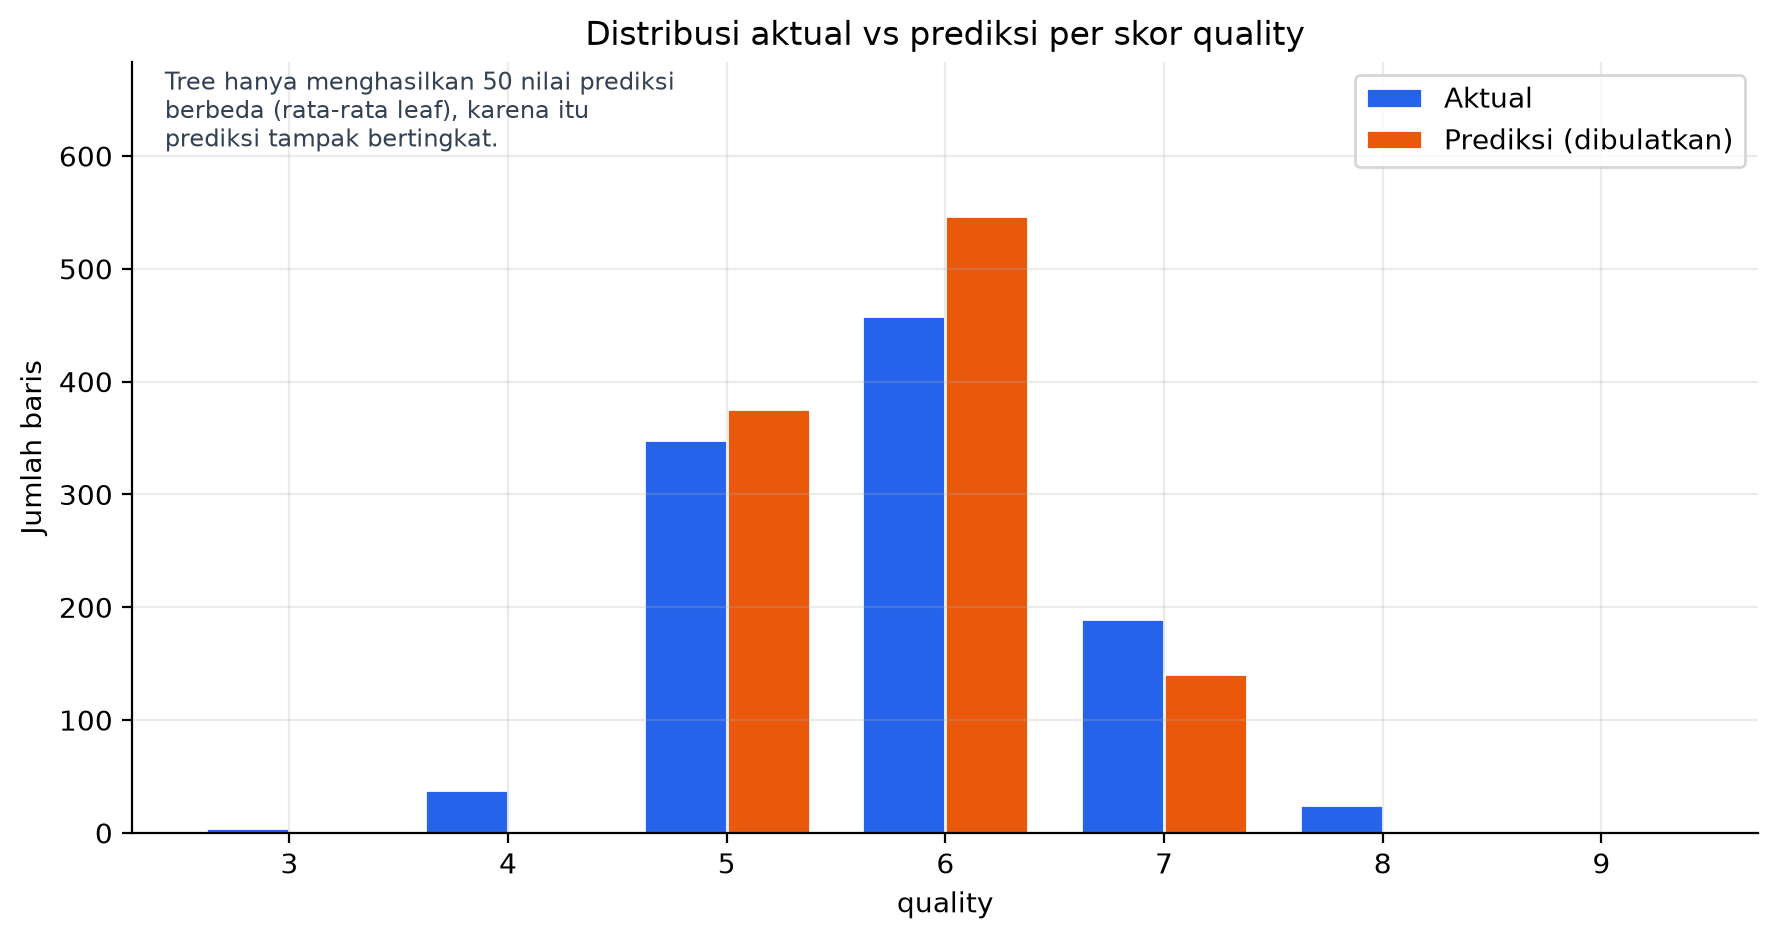 Distribusi aktual vs prediksi per skor quality
Tree hanya menghasilkan 50 nilai prediksi
berbeda (rata-rata leaf), karena itu
prediksi tampak bertingkat.
Aktual
Prediksi (dibulatkan)
Jumlah baris
600
500
400
300
200
100
0
3 4 5 6 7 8 9
quality